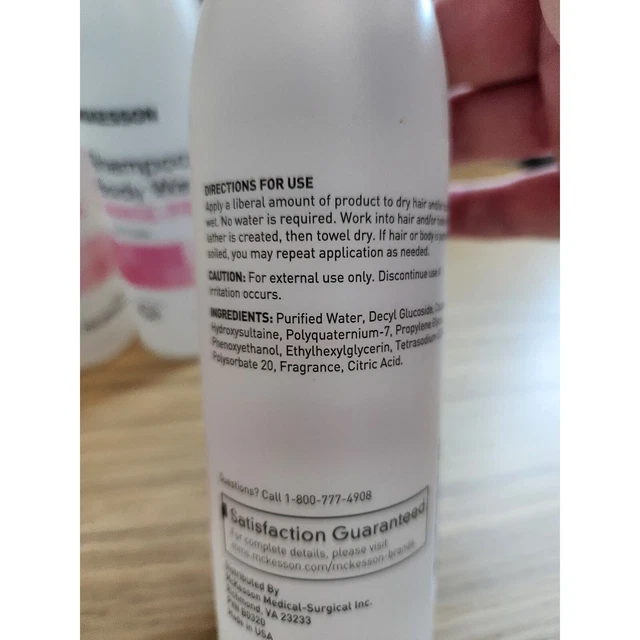 McKESSON
Shampoo
Body Wa
DIRECTIONS FOR USE
Apply a liberal amount of product to dry hair and/or
wet. No water is required. Work into hair and/or
lather is created, then towel dry. If hair or body is
soiled, you may repeat application as needed.
CAUTION: For external use only. Discontinue use
irritation occurs.
INGREDIENTS: Purified Water, Decyl Glucoside,
Hydroxysultaine, Polyquaternium-7, Propylene
Phenoxyethanol, Ethylhexylglycerin, Tetrasodium
Polysorbate 20, Fragrance, Citric Acid.
Questions? Call 1-800-777-4908
Satisfaction Guaranteed
For complete details, please visit
mms.mckesson.com/mckesson-brands
Distributed By
McKesson Medical-Surgical Inc.
Richmond, VA 23233
PVM 80320
Made in USA